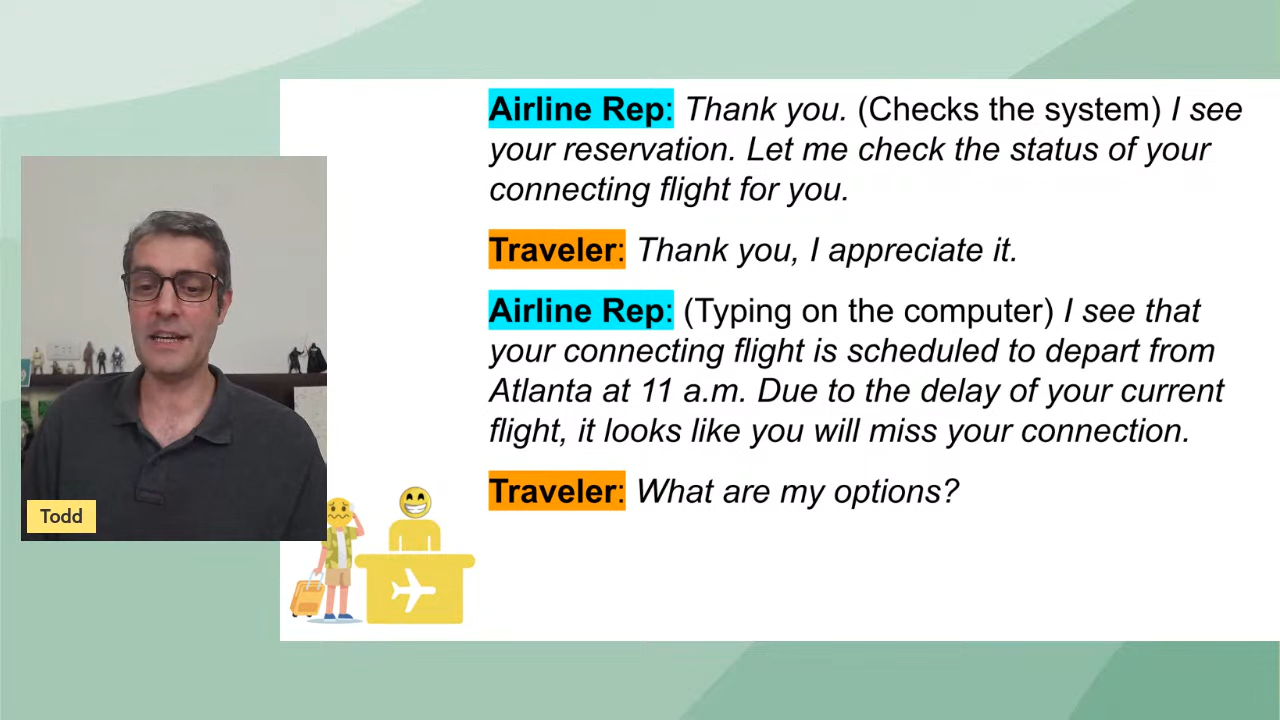 Airline Rep: Thank you. (Checks the system) I see
your reservation. Let me check the status of your
connecting flight for you.
Traveler: Thank you, I appreciate it.
Airline Rep: (Typing on the computer) I see that
your connecting flight is scheduled to depart from
Atlanta at 11 a.m. Due to the delay of your current
flight, it looks like you will miss your connection.
Traveler: What are my options?
Todd